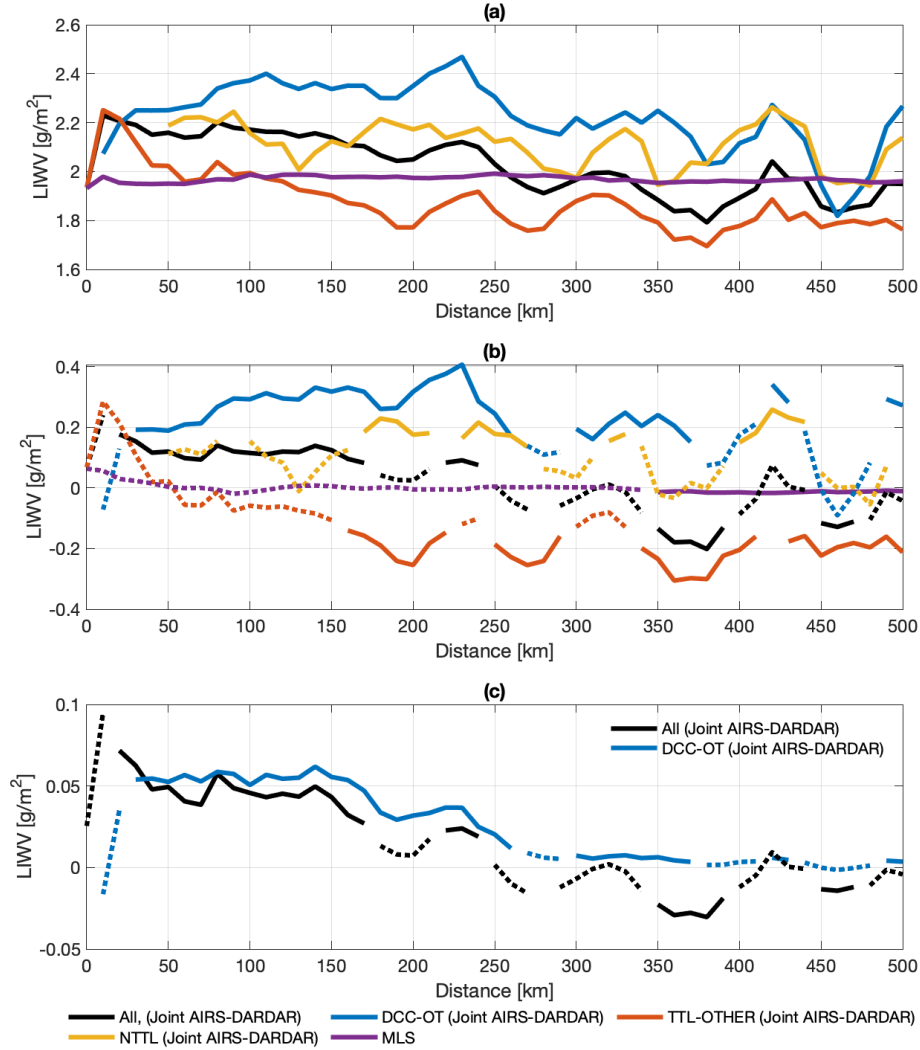 (a)
2.6
2.4
2.2
2
1.8
1.6
LIWV [g/m2]
0 50 100 150 200 250 300 350 400 450 500
Distance [km]
(b)
0.4
0.2
0
-0.2
-0.4
LIWV [g/m2]
0 50 100 150 200 250 300 350 400 450 500
Distance [km]
(c)
0.1
0.05
0
-0.05
LIWV [g/m2]
All (Joint AIRS-DARDAR)
DCC-OT (Joint AIRS-DARDAR)
0 50 100 150 200 250 300 350 400 450 500
Distance [km]
All, (Joint AIRS-DARDAR) DCC-OT (Joint AIRS-DARDAR) TTL-OTHER (Joint AIRS-DARDAR)
NTTL (Joint AIRS-DARDAR) MLS